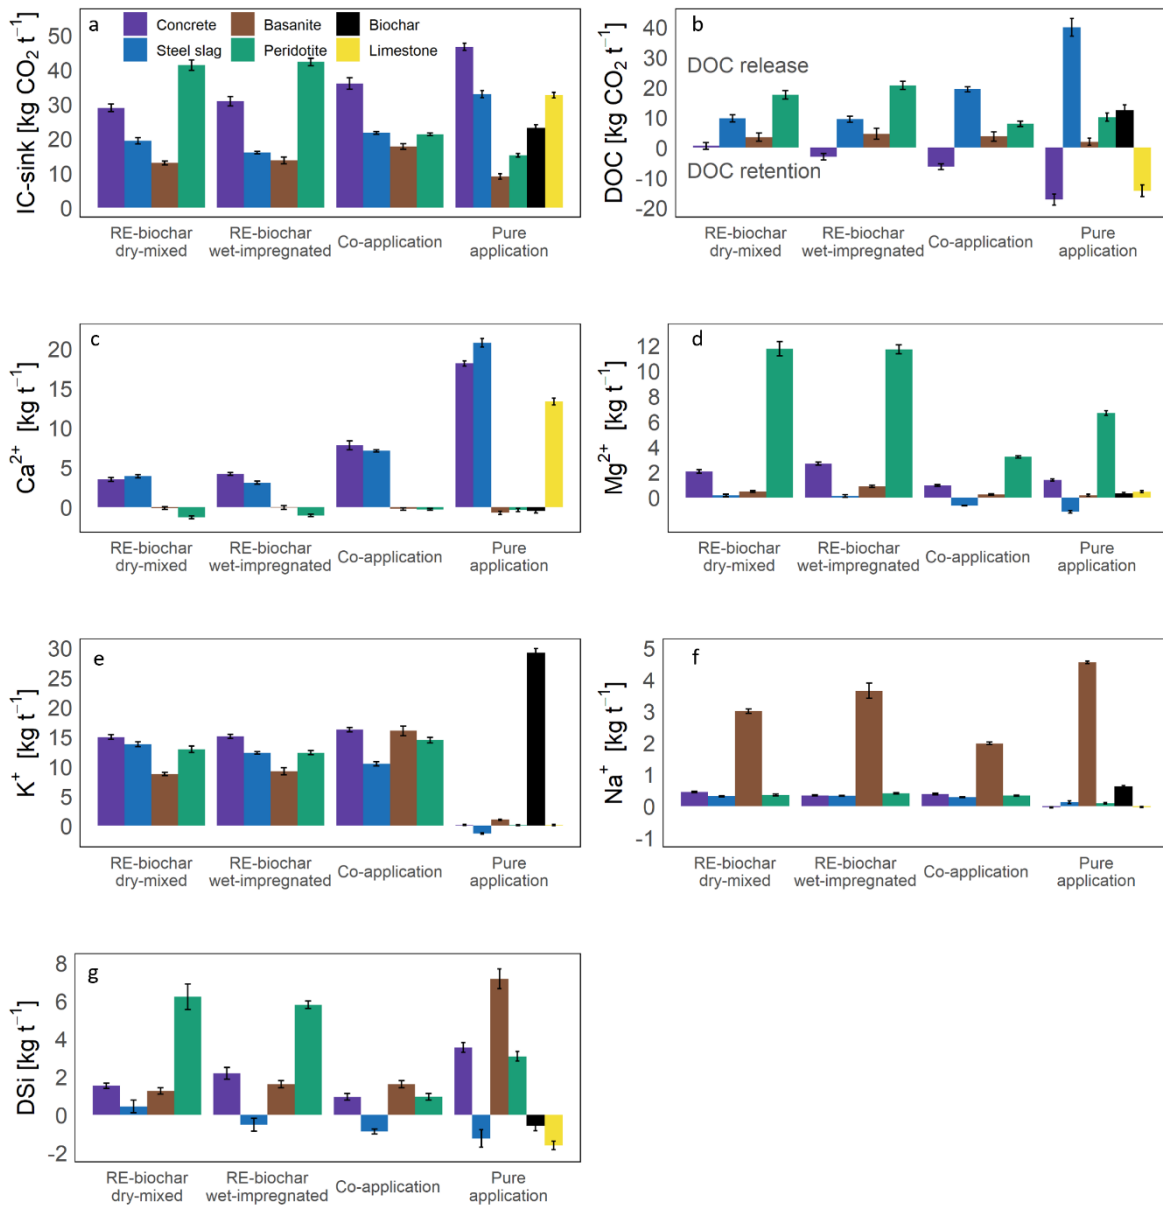 a
Concrete
Basanite
Biochar
Steel slag
Peridotite
Limestone
IC-sink [kg CO₂ t⁻¹]
50
40
30
20
10
0
RE-biochar
dry-mixed
RE-biochar
wet-impregnated
Co-application
Pure
application
b
DOC release
DOC retention
DOC [kg CO₂ t⁻¹]
40
30
20
10
0
-10
-20
RE-biochar
dry-mixed
RE-biochar
wet-impregnated
Co-application
Pure
application
c
Ca²⁺ [kg t⁻¹]
20
15
10
5
0
RE-biochar
dry-mixed
RE-biochar
wet-impregnated
Co-application
Pure
application
d
Mg²⁺ [kg t⁻¹]
12
10
8
6
4
2
0
RE-biochar
dry-mixed
RE-biochar
wet-impregnated
Co-application
Pure
application
e
K⁺ [kg t⁻¹]
30
25
20
15
10
5
0
RE-biochar
dry-mixed
RE-biochar
wet-impregnated
Co-application
Pure
application
f
Na⁺ [kg t⁻¹]
5
4
3
2
1
0
-1
RE-biochar
dry-mixed
RE-biochar
wet-impregnated
Co-application
Pure
application
g
DSi [kg t⁻¹]
8
6
4
2
0
-2
RE-biochar
dry-mixed
RE-biochar
wet-impregnated
Co-application
Pure
application